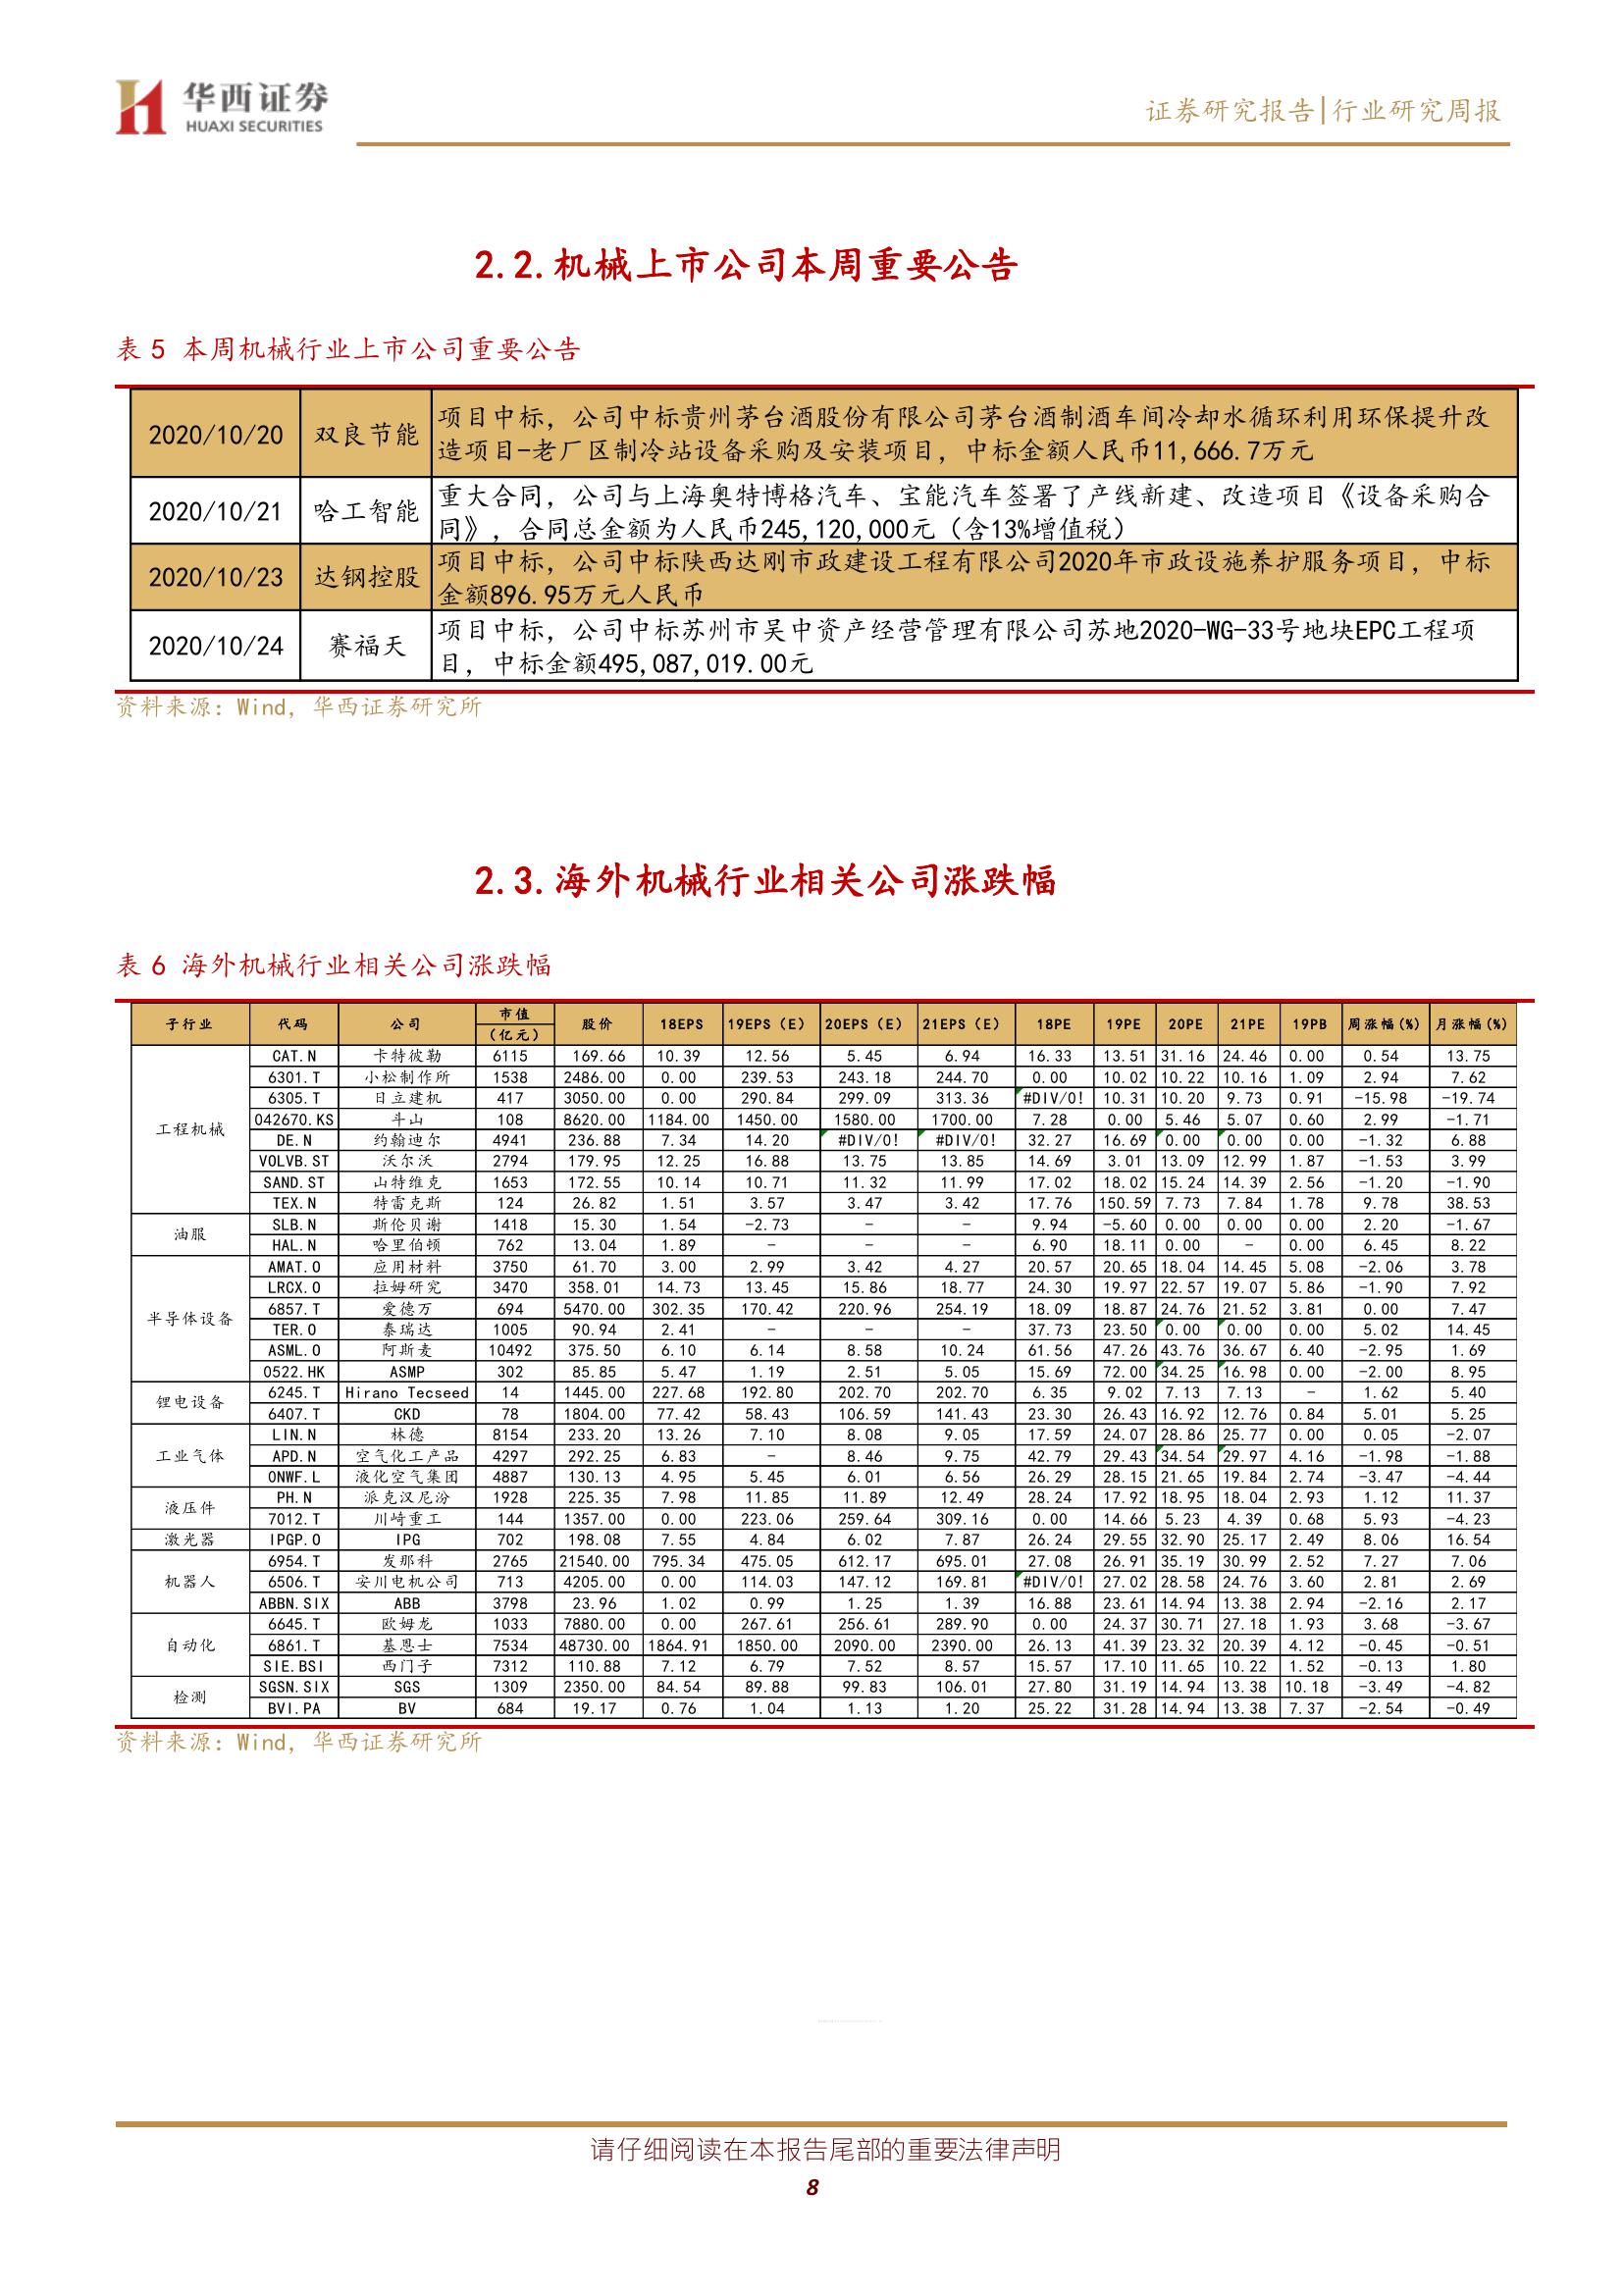 华西证券
HUAXI SECURITIES
证券研究报告|行业研究周报
2.2.机械上市公司本周重要公告
表 5 本周机械行业上市公司重要公告
2020/10/20 双良节能 项目中标，公司中标贵州茅台酒股份有限公司茅台酒制酒车间冷却水循环利用环保提升改
造项目-老厂区制冷站设备采购及安装项目，中标金额人民币11,666.7万元
2020/10/21 哈工智能 重大合同，公司与上海奥特博格汽车、宝能汽车签署了产线新建、改造项目《设备采购合
同》，合同总金额为人民币245,120,000元（含13%增值税）
2020/10/23 达钢控股 项目中标，公司中标陕西达刚市政建设工程有限公司2020年市政设施养护服务项目，中标
金额896.95万元人民币
2020/10/24 赛福天 项目中标，公司中标苏州市吴中资产经营管理有限公司苏地2020-WG-33号地块EPC工程项
目，中标金额495,087,019.00元
资料来源：Wind，华西证券研究所
2.3.海外机械行业相关公司涨跌幅
表 6 海外机械行业相关公司涨跌幅
子行业 代码 公司 市值（亿元） 股价 18EPS 19EPS（E） 20EPS（E） 21EPS（E） 18PE 19PE 20PE 21PE 19PB 周涨幅(%) 月涨幅(%)
工程机械 CAT.N 卡特彼勒 6115 169.66 10.39 12.56 5.45 6.94 16.33 13.51 31.16 24.46 0.00 0.54 13.75
6301.T 小松制作所 1538 2486.00 0.00 239.53 243.18 244.70 0.00 10.02 10.22 10.16 1.09 2.94 7.62
6305.T 日立建机 417 3050.00 0.00 290.84 299.09 313.36 #DIV/0! 10.31 10.20 9.73 0.91 -15.98 -19.74
042670.KS 斗山 108 8620.00 1184.00 1450.00 1580.00 1700.00 7.28 0.00 5.46 5.07 0.60 2.99 -1.71
DE.N 约翰迪尔 4941 236.88 7.34 14.20 #DIV/0! #DIV/0! 32.27 16.69 0.00 0.00 0.00 -1.32 6.88
VOLVB.ST 沃尔沃 2794 179.95 12.25 16.88 13.75 13.85 14.69 3.01 13.09 12.99 1.87 -1.53 3.99
SAND.ST 山特维克 1653 172.55 10.14 10.71 11.32 11.99 17.02 18.02 15.24 14.39 2.56 -1.20 -1.90
TEX.N 特雷克斯 124 26.82 1.51 3.57 3.47 3.42 17.76 150.59 7.73 7.84 1.78 9.78 38.53
油服 SLB.N 斯伦贝谢 1418 15.30 1.54 -2.73 - - 9.94 -5.60 0.00 0.00 0.00 2.20 -1.67
HAL.N 哈里伯顿 762 13.04 1.89 - - - 6.90 18.11 0.00 - 0.00 6.45 8.22
半导体设备 AMAT.O 应用材料 3750 61.70 3.00 2.99 3.42 4.27 20.57 20.65 18.04 14.45 5.08 -2.06 3.78
LRCX.O 拉姆研究 3470 358.01 14.73 13.45 15.86 18.77 24.30 19.97 22.57 19.07 5.86 -1.90 7.92
6857.T 爱德万 694 5470.00 302.35 170.42 220.96 254.19 18.09 18.87 24.76 21.52 3.81 0.00 7.47
TER.O 泰瑞达 1005 90.94 2.41 - - - 37.73 23.50 0.00 0.00 0.00 5.02 14.45
ASML.O 阿斯麦 10492 375.50 6.10 6.14 8.58 10.24 61.56 47.26 43.76 36.67 6.40 -2.95 1.69
0522.HK ASMP 302 85.85 5.47 1.19 2.51 5.05 15.69 72.00 34.25 16.98 0.00 -2.00 8.95
锂电设备 6245.T Hirano Tecseed 14 1445.00 227.68 192.80 202.70 202.70 6.35 9.02 7.13 7.13 - 1.62 5.40
6407.T CKD 78 1804.00 77.42 58.43 106.59 141.43 23.30 26.43 16.92 12.76 0.84 5.01 5.25
工业气体 LIN.N 林德 8154 233.20 13.26 7.10 8.08 9.05 17.59 24.07 28.86 25.77 0.00 0.05 -2.07
APD.N 空气化工产品 4297 292.25 6.83 - 8.46 9.75 42.79 29.43 34.54 29.97 4.16 -1.98 -1.88
ONWF.L 液化空气集团 4887 130.13 4.95 5.45 6.01 6.56 26.29 28.15 21.65 19.84 2.74 -3.47 -4.44
液压件 PH.N 派克汉尼汾 1928 225.35 7.98 11.85 11.89 12.49 28.24 17.92 18.95 18.04 2.93 1.12 11.37
7012.T 川崎重工 144 1357.00 0.00 223.06 259.64 309.16 0.00 14.66 5.23 4.39 0.68 5.93 -4.23
激光器 IPGP.O IPG 702 198.08 7.55 4.84 6.02 7.87 26.24 29.55 32.90 25.17 2.49 8.06 16.54
机器人 6954.T 发那科 2765 21540.00 795.34 475.05 612.17 695.01 27.08 26.91 35.19 30.99 2.52 7.27 7.06
6506.T 安川电机公司 713 4205.00 0.00 114.03 147.12 169.81 #DIV/0! 27.02 28.58 24.76 3.60 2.81 2.69
ABBN.SIX ABB 3798 23.96 1.02 0.99 1.25 1.39 16.88 23.61 14.94 13.38 2.94 -2.16 2.17
自动化 6645.T 欧姆龙 1033 7880.00 0.00 267.61 256.61 289.90 0.00 24.37 30.71 27.18 1.93 3.68 -3.67
6861.T 基恩士 7534 48730.00 1864.91 1850.00 2090.00 2390.00 26.13 41.39 23.32 20.39 4.12 -0.45 -0.51
SIE.BSI 西门子 7312 110.88 7.12 6.79 7.52 8.57 15.57 17.10 11.65 10.22 1.52 -0.13 1.80
检测 SGSN.SIX SGS 1309 2350.00 84.54 89.88 99.83 106.01 27.80 31.19 14.94 13.38 10.18 -3.49 -4.82
BVI.PA BV 684 19.17 0.76 1.04 1.13 1.20 25.22 31.28 14.94 13.38 7.37 -2.54 -0.49
资料来源：Wind，华西证券研究所
请仔细阅读在本报告尾部的重要法律声明
8